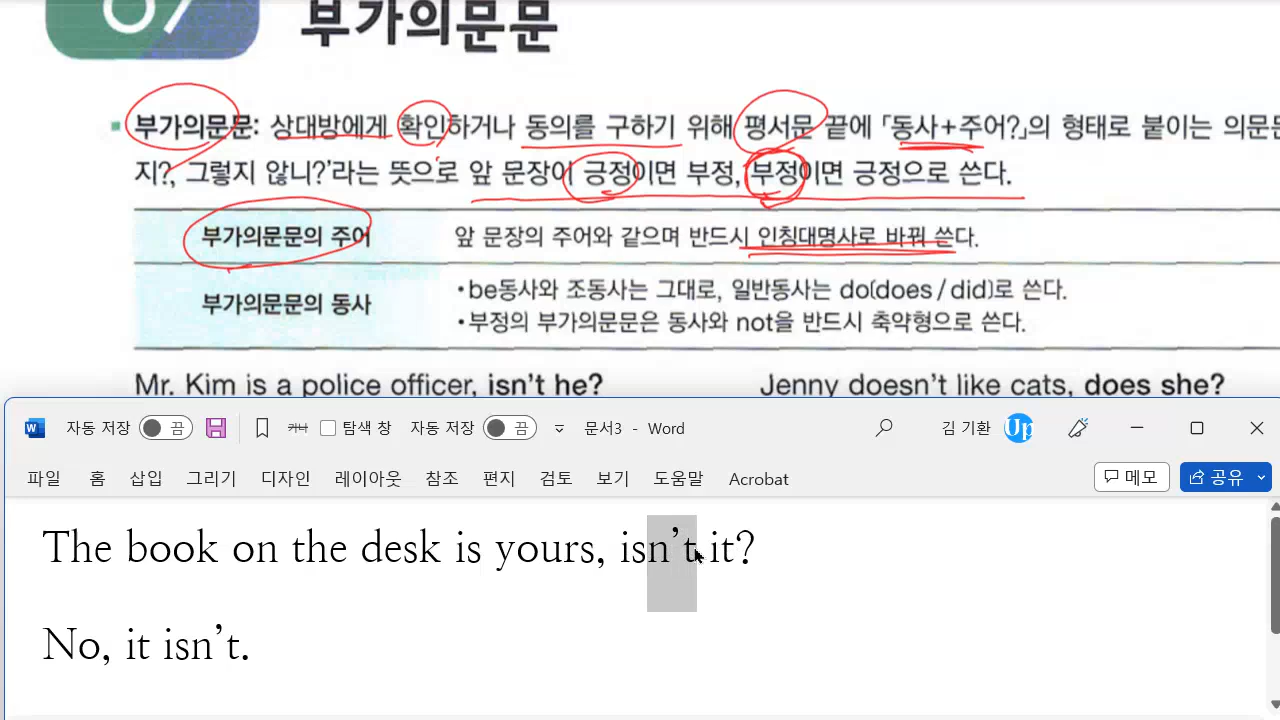 07 부가의문문
부가의문문: 상대방에게 확인하거나 동의를 구하기 위해 평서문 끝에 「동사+주어?」의 형태로 붙이는 의문문
지?, 그렇지 않니?’라는 뜻으로 앞 문장이 긍정이면 부정, 부정이면 긍정으로 쓴다.
부가의문문의 주어 앞 문장의 주어와 같으며 반드시 인칭대명사로 바꿔 쓴다.
부가의문문의 동사
•be동사와 조동사는 그대로, 일반동사는 do(does / did)로 쓴다.
•부정의 부가의문문은 동사와 not을 반드시 축약형으로 쓴다.
Mr. Kim is a police officer, isn’t he? Jenny doesn’t like cats, does she?
자동 저장 끔 가나 탐색 창 자동 저장 끔 문서3 - Word 김 기환 Up
파일 홈 삽입 그리기 디자인 레이아웃 참조 편지 검토 보기 도움말 Acrobat 메모 공유
The book on the desk is yours, isn’t it?
No, it isn’t.